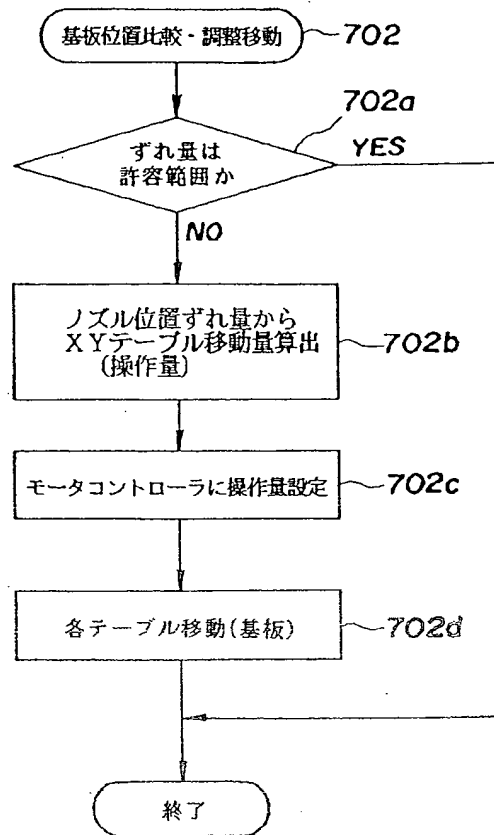 基板位置比較・調整移動
702
702a
ずれ量は
許容範囲か
YES
NO
ノズル位置ずれ量から
XYテーブル移動量算出
(操作量)
702b
モータコントローラに操作量設定
702c
各テーブル移動(基板)
702d
終了